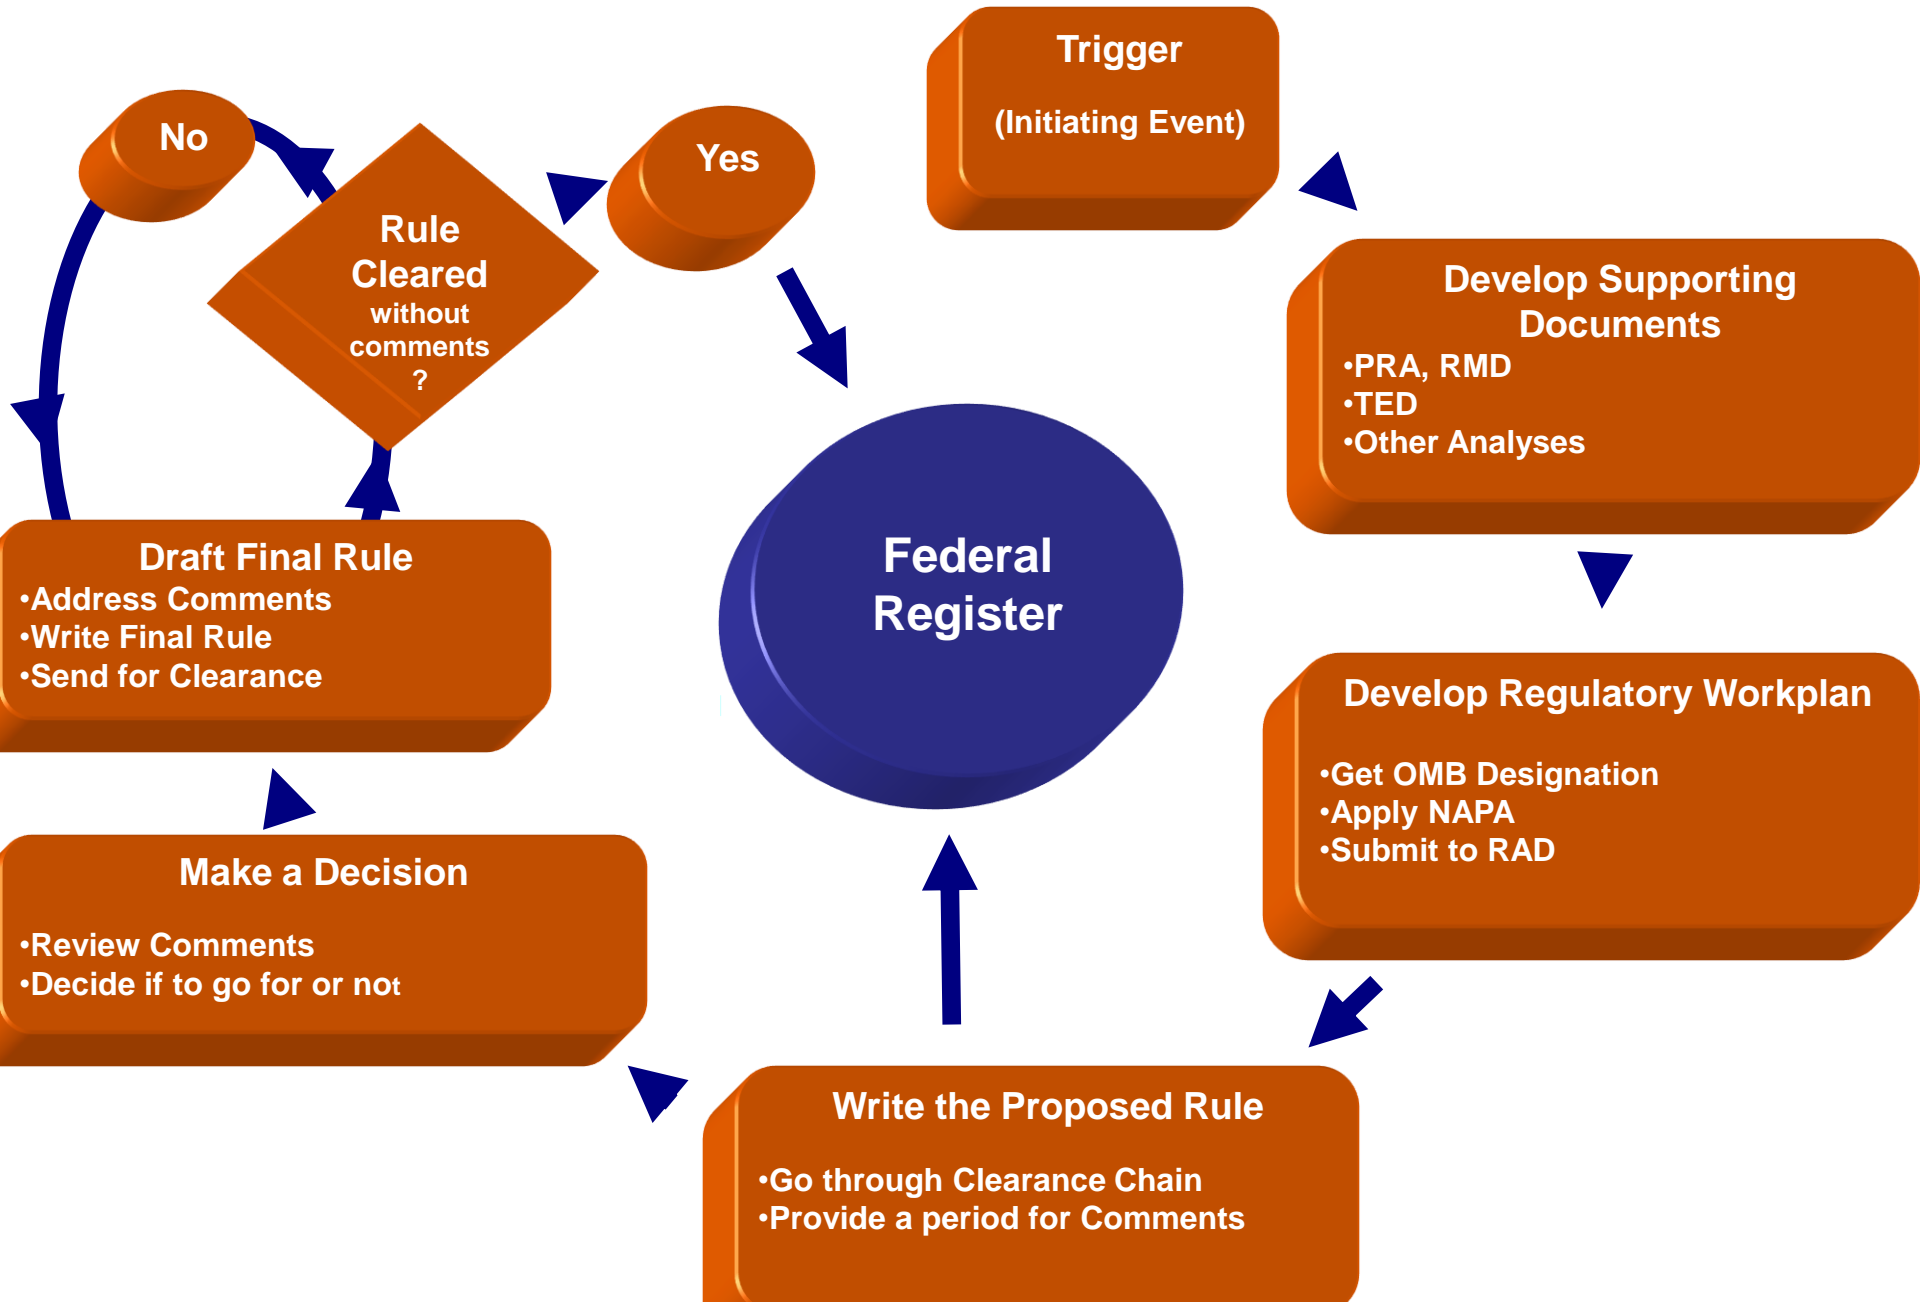 Trigger
(Initiating Event)
No
Yes
Rule
Cleared
without
comments
?
Develop Supporting
Documents
•PRA, RMD
•TED
•Other Analyses
Federal
Register
Draft Final Rule
•Address Comments
•Write Final Rule
•Send for Clearance
Develop Regulatory Workplan
•Get OMB Designation
•Apply NAPA
•Submit to RAD
Make a Decision
•Review Comments
•Decide if to go for or not
Write the Proposed Rule
•Go through Clearance Chain
•Provide a period for Comments